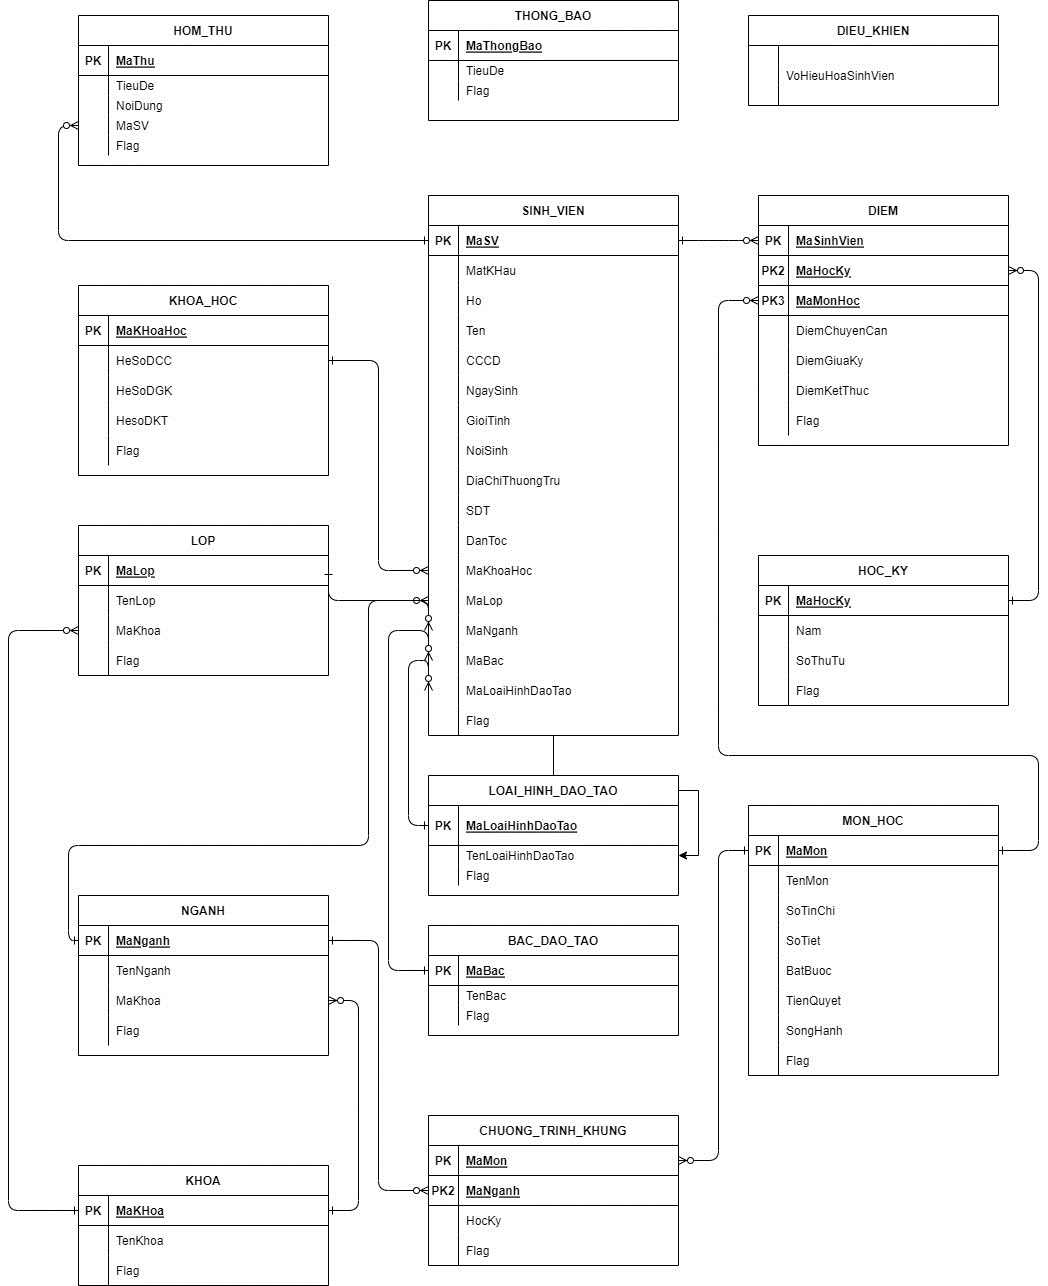 HOM_THU
PK MaThu
TieuDe
NoiDung
MaSV
Flag
THONG_BAO
PK MaThongBao
TieuDe
Flag
DIEU_KHIEN
VoHieuHoaSinhVien
SINH_VIEN
PK MaSV
MatKHau
Ho
Ten
CCCD
NgaySinh
GioiTinh
NoiSinh
DiaChiThuongTru
SDT
DanToc
MaKhoaHoc
MaLop
MaNganh
MaBac
MaLoaiHinhDaoTao
Flag
DIEM
PK MaSinhVien
PK2 MaHocKy
PK3 MaMonHoc
DiemChuyenCan
DiemGiuaKy
DiemKetThuc
Flag
KHOA_HOC
PK MaKHoaHoc
HeSoDCC
HeSoDGK
HesoDKT
Flag
LOP
PK MaLop
TenLop
MaKhoa
Flag
HOC_KY
PK MaHocKy
Nam
SoThuTu
Flag
LOAI_HINH_DAO_TAO
PK MaLoaiHinhDaoTao
TenLoaiHinhDaoTao
Flag
MON_HOC
PK MaMon
TenMon
SoTinChi
SoTiet
BatBuoc
TienQuyet
SongHanh
Flag
NGANH
PK MaNganh
TenNganh
MaKhoa
Flag
BAC_DAO_TAO
PK MaBac
TenBac
Flag
CHUONG_TRINH_KHUNG
PK MaMon
PK2 MaNganh
HocKy
Flag
KHOA
PK MaKHoa
TenKhoa
Flag